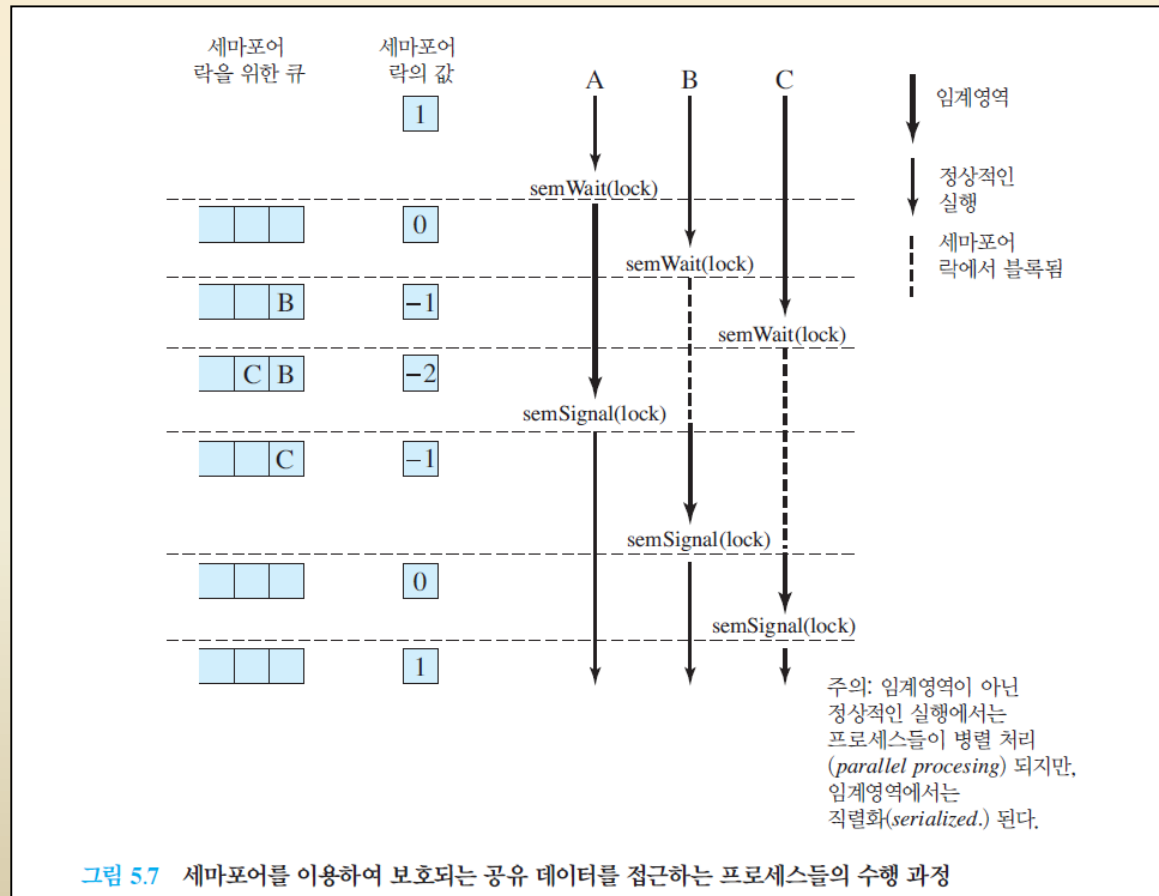 세마포어
락을 위한 큐
세마포어
락의 값
A
B
C
1
임계영역
정상적인
실행
세마포어
락에서 블록됨
semWait(lock)
0
semWait(lock)
B
-1
semWait(lock)
C B
-2
semSignal(lock)
C
-1
semSignal(lock)
0
semSignal(lock)
1
주의: 임계영역이 아닌
정상적인 실행에서는
프로세스들이 병렬 처리
(parallel procesing) 되지만,
임계영역에서는
직렬화(serialized.) 된다.
그림 5.7 세마포어를 이용하여 보호되는 공유 데이터를 접근하는 프로세스들의 수행 과정